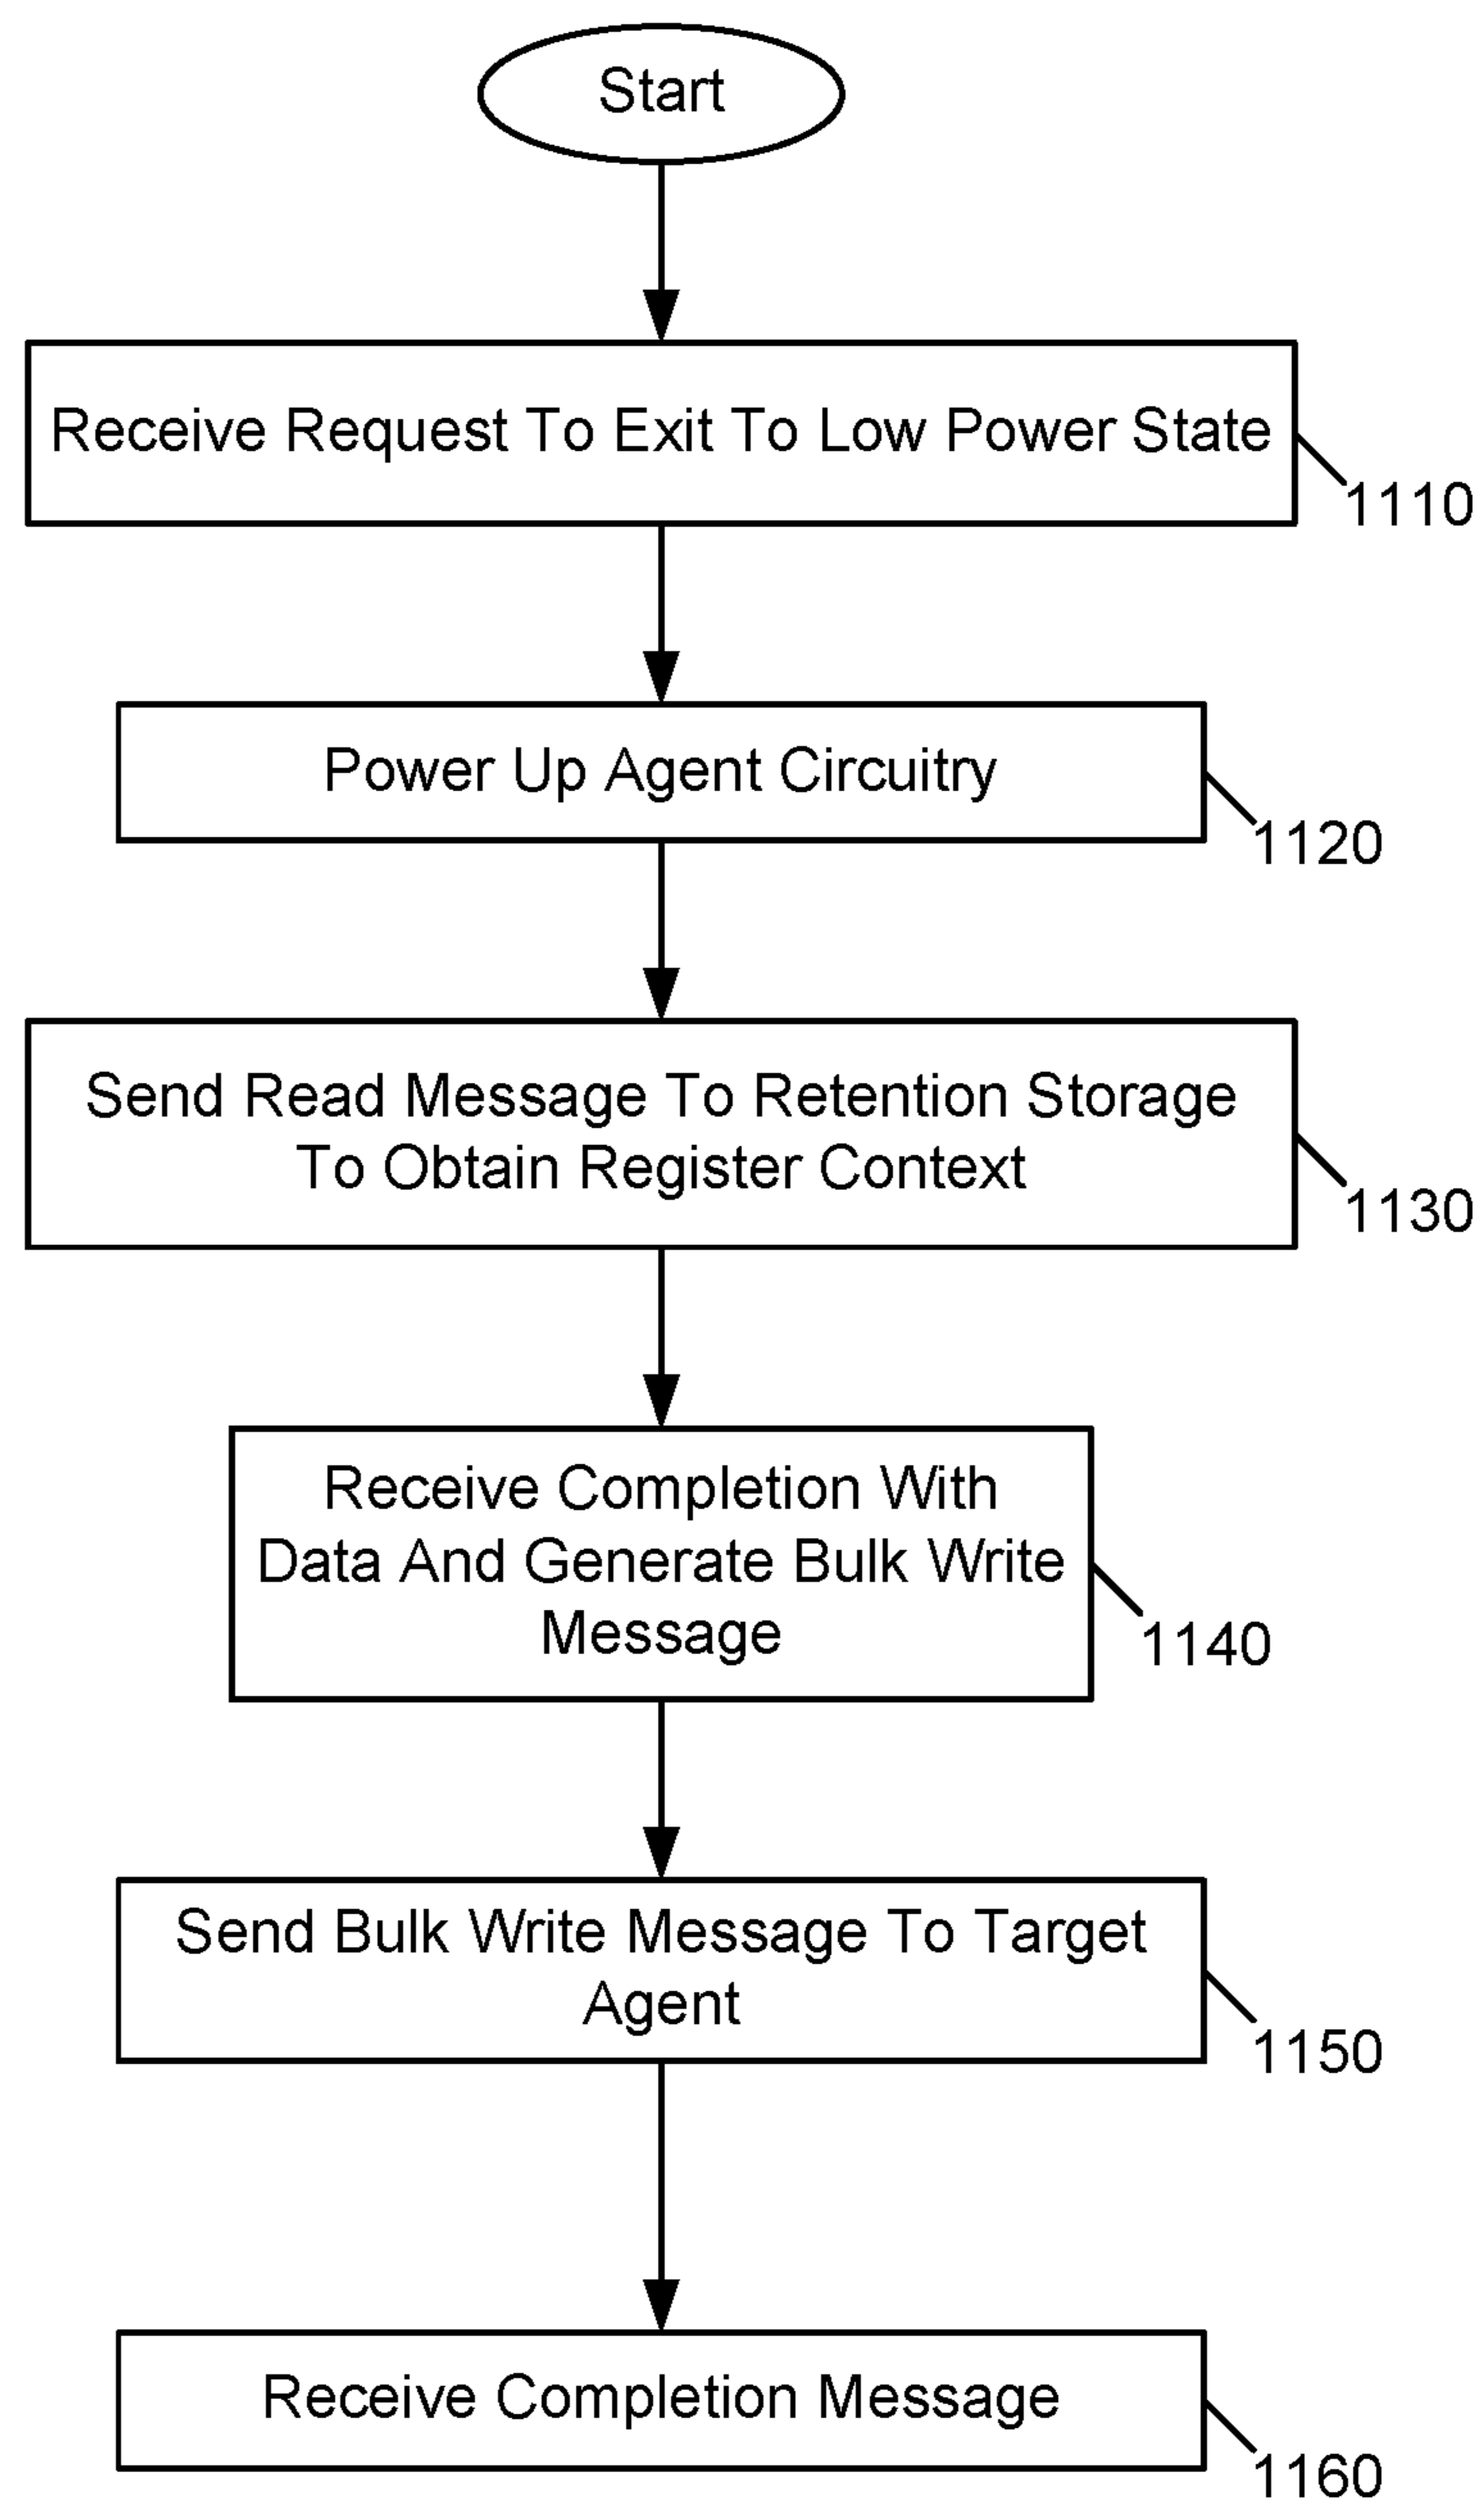 Start
Receive Request To Exit To Low Power State
1110
Power Up Agent Circuitry
1120
Send Read Message To Retention Storage
To Obtain Register Context
1130
Receive Completion With
Data And Generate Bulk Write
Message
1140
Send Bulk Write Message To Target
Agent
1150
Receive Completion Message
1160